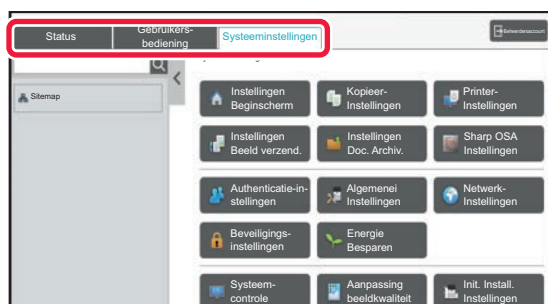 Status
Gebruikers-
bediening
Systeeminstellingen
Beheerdersaccount
Sitemap
Instellingen
Beginscherm
Kopieer-
Instellingen
Printer-
Instellingen
Instellingen
Beeld verzend.
Instellingen
Doc. Archiv.
Sharp OSA
Instellingen
Authenticatie-in-
stellingen
Algemenei
Instellingen
Netwerk-
Instellingen
Beveiligings-
instellingen
Energie
Besparen
Systeem-
controle
Aanpassing
beeldkwaliteit
Init. Install.
Instellingen